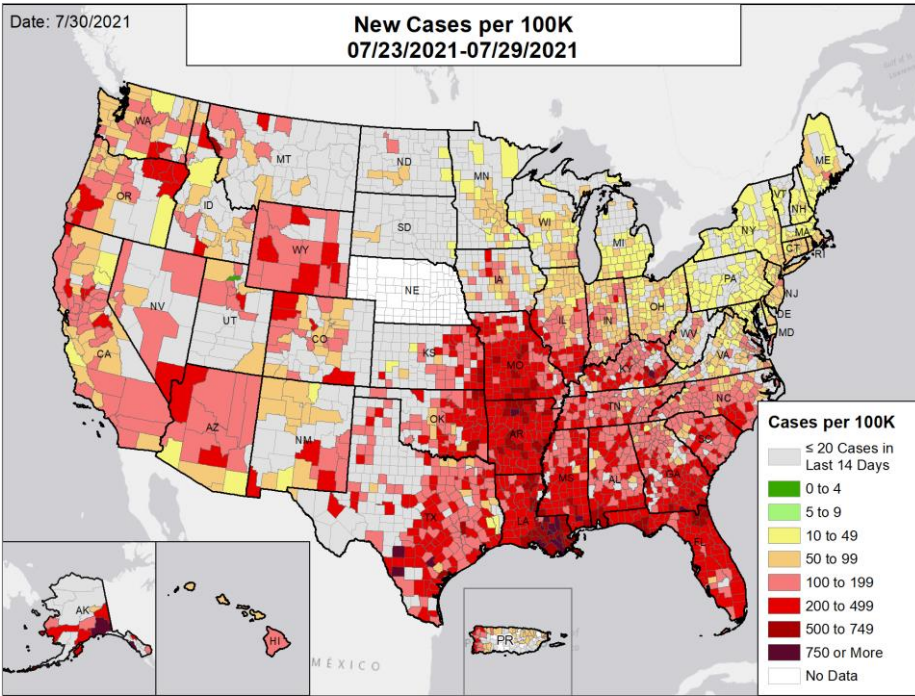 Date: 7/30/2021
New Cases per 100K
07/23/2021-07/29/2021
WA
MT
ND
MN
ME
OR
ID
SD
WI
MI
VT
NH
NY
MA
CT
RI
WY
NE
IA
PA
NJ
NV
UT
CO
IL
IN
OH
DE
MD
WV
VA
CA
KS
MO
KY
AZ
NM
OK
AR
TN
NC
SC
MS
AL
GA
TX
LA
FL
AK
HI
PR
MÉXICO
Cases per 100K
≤ 20 Cases in
Last 14 Days
0 to 4
5 to 9
10 to 49
50 to 99
100 to 199
200 to 499
500 to 749
750 or More
No Data